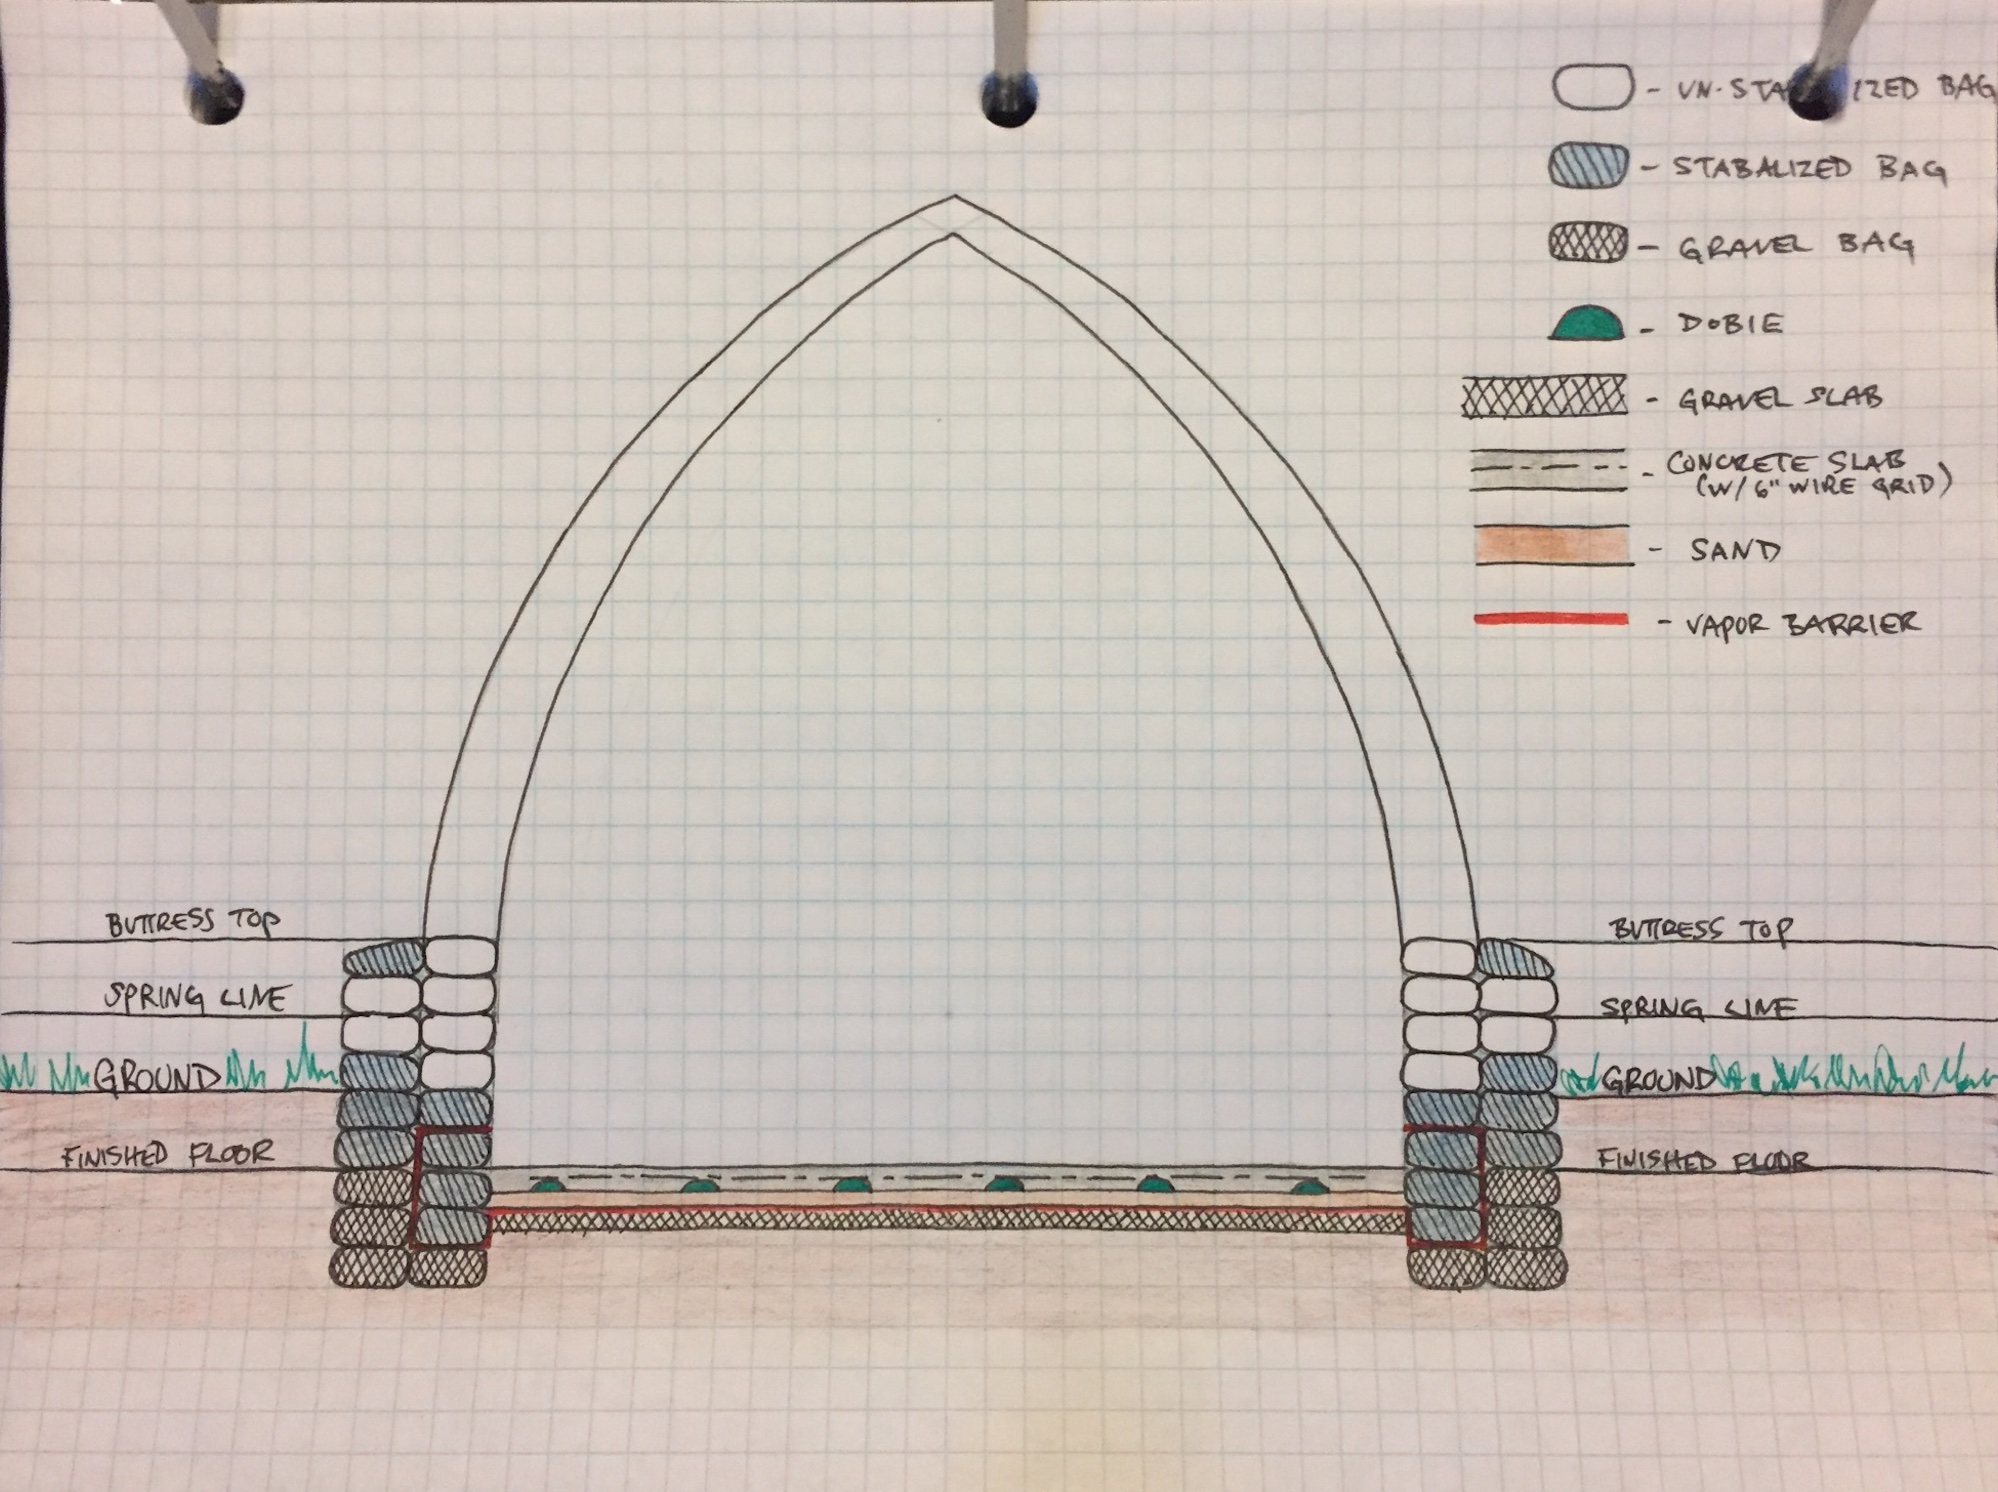 - UN-STA IZED BAG
- STABALIZED BAG
- GRAVEL BAG
- DOBIE
- GRAVEL SLAB
- CONCRETE SLAB
(W/ 6" WIRE GRID)
- SAND
- VAPOR BARRIER
BUTTRESS TOP
BUTTRESS TOP
SPRING LINE
SPRING LINE
GROUND
GROUND
FINISHED FLOOR
FINISHED FLOOR